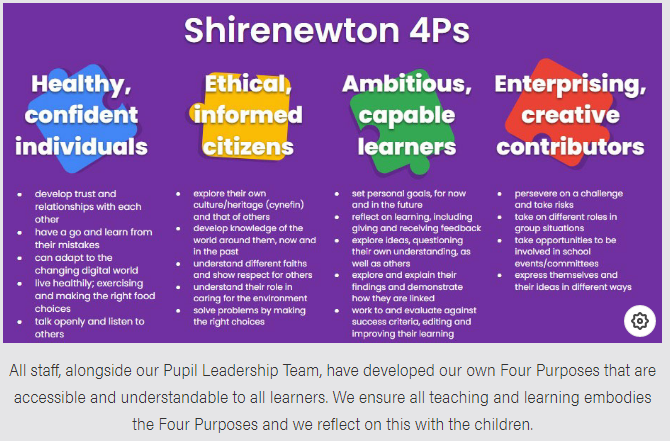 Shirenewton 4Ps
Healthy,
confident
individuals
• develop trust and
relationships with each
other
• have a go and learn from
their mistakes
• can adapt to the
changing digital world
• live healthily; exercising
and making the right food
choices
• talk openly and listen to
others
Ethical,
informed
citizens
• explore their own
culture/heritage (cynefin)
and that of others
• develop knowledge of the
world around them, now and
in the past
• understand different faiths
and show respect for others
• understand their role in
caring for the environment
• solve problems by making
the right choices
Ambitious,
capable
learners
• set personal goals, for now
and in the future
• reflect on learning, including
giving and receiving feedback
• explore ideas, questioning
their own understanding, as
well as others
• explore and explain their
findings and demonstrate
how they are linked
• work to and evaluate against
success criteria, editing and
improving their learning
Enterprising,
creative
contributors
• persevere on a challenge
and take risks
• take on different roles in
group situations
• take opportunities to be
involved in school
events/committees
• express themselves and
their ideas in different ways
All staff, alongside our Pupil Leadership Team, have developed our own Four Purposes that are
accessible and understandable to all learners. We ensure all teaching and learning embodies
the Four Purposes and we reflect on this with the children.